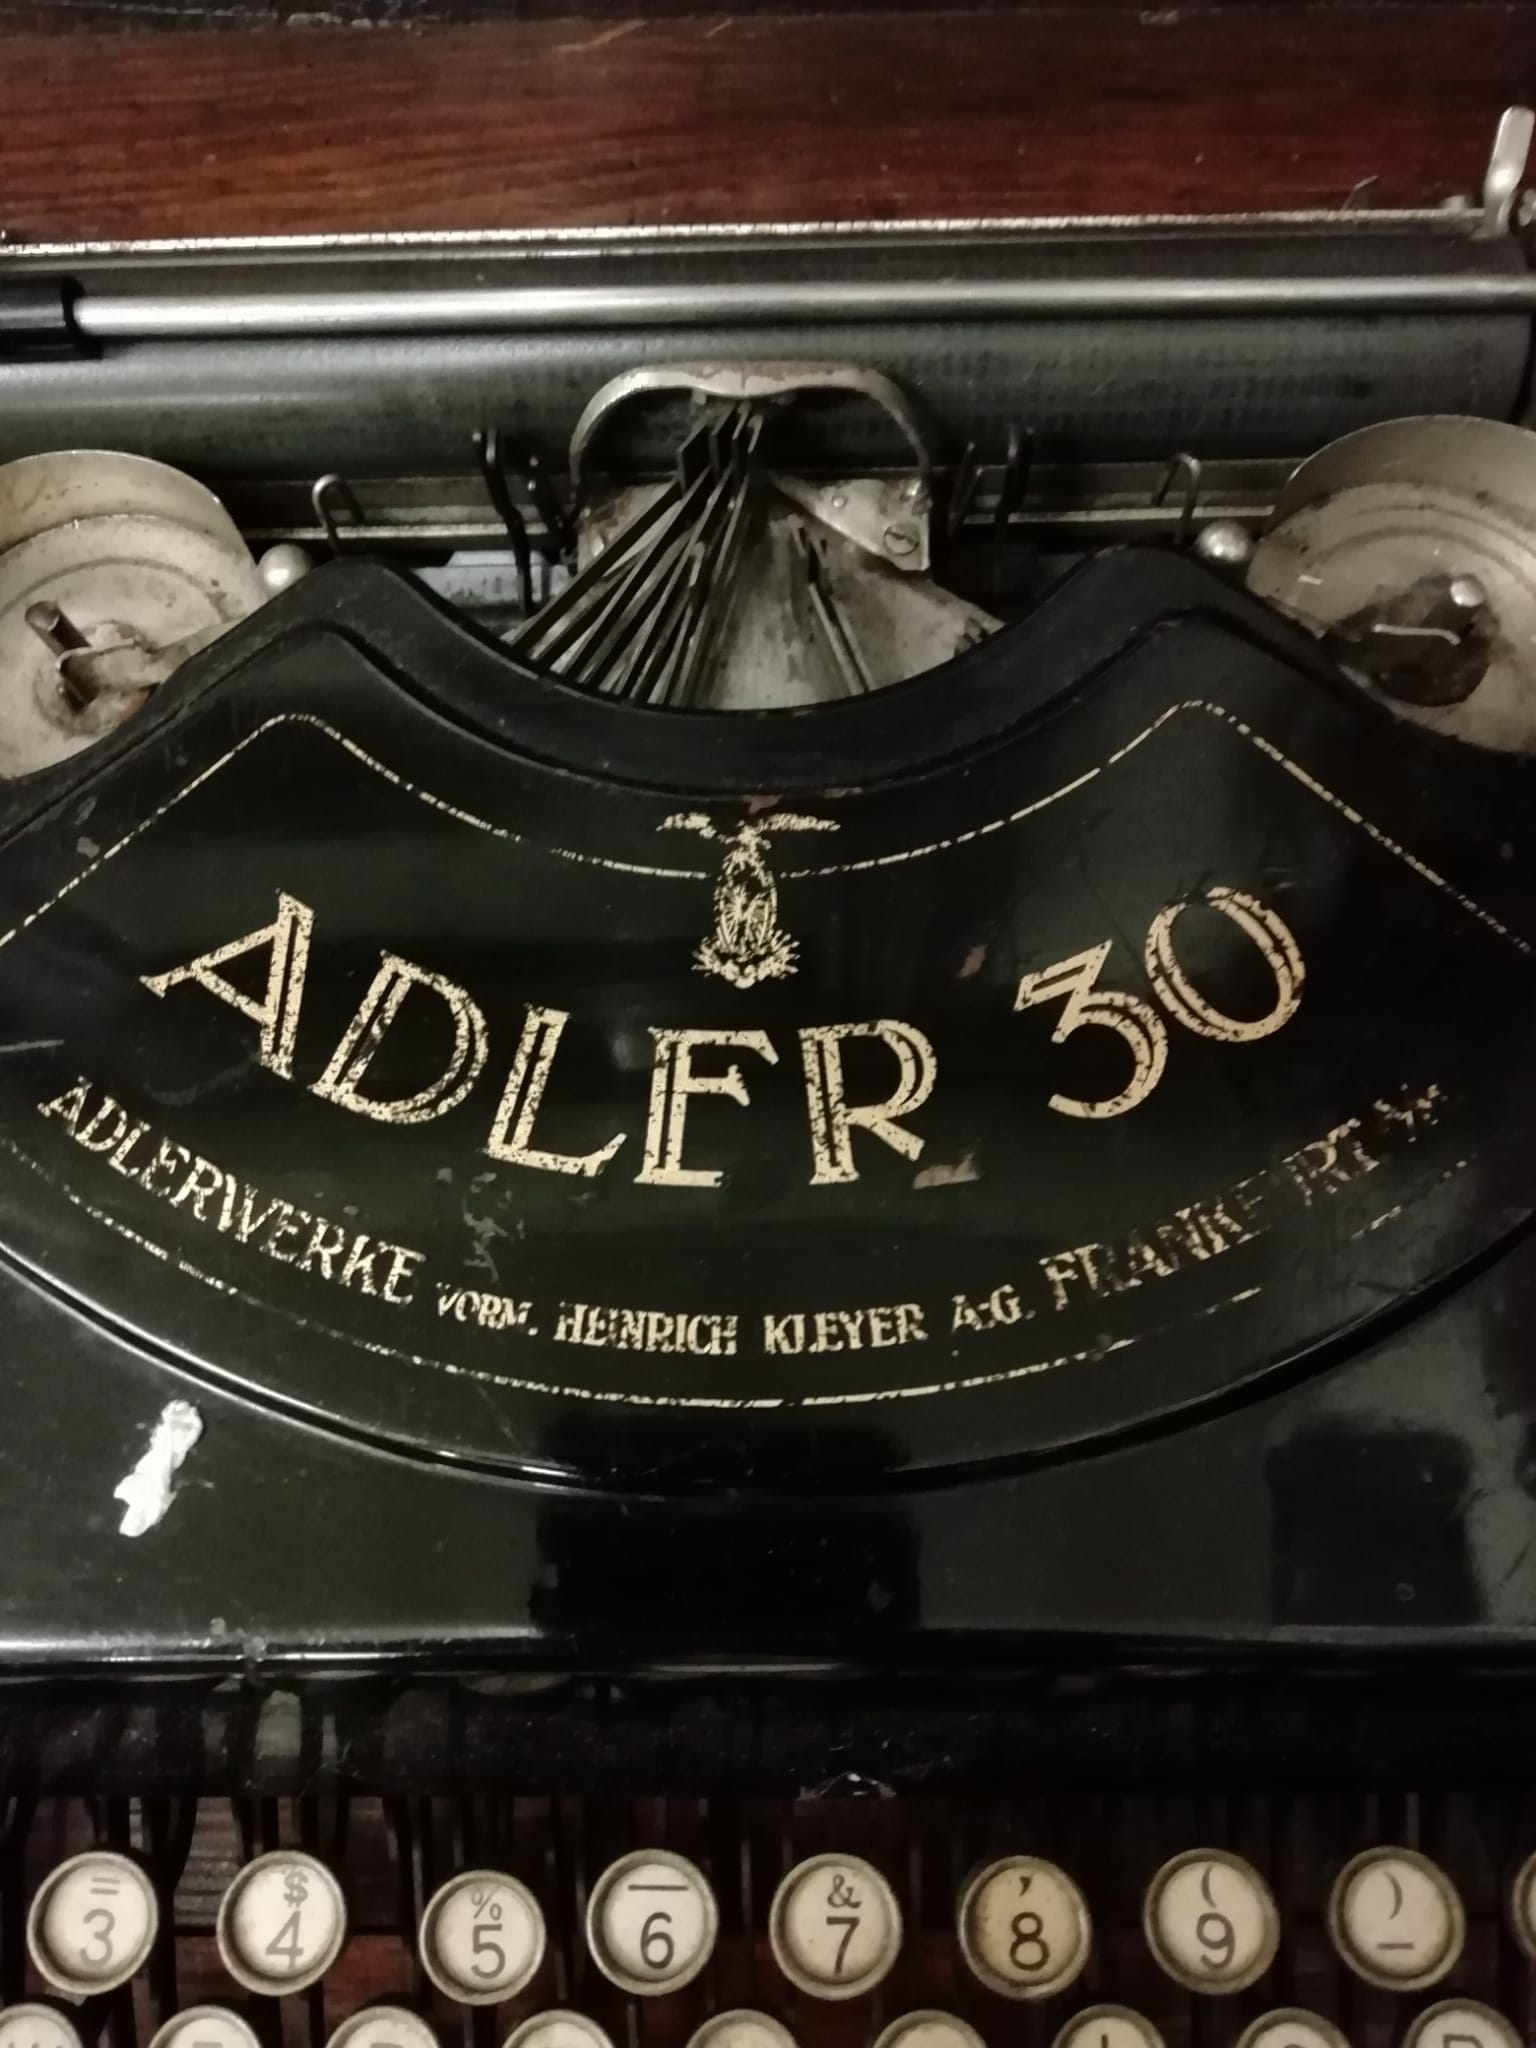 ADLER 30
ADLERWERKE VORM. HEINRICH KLEYER A.G. FRANKFURT
= $ % — & ' ( )
3 4 5 6 7 8 9 –